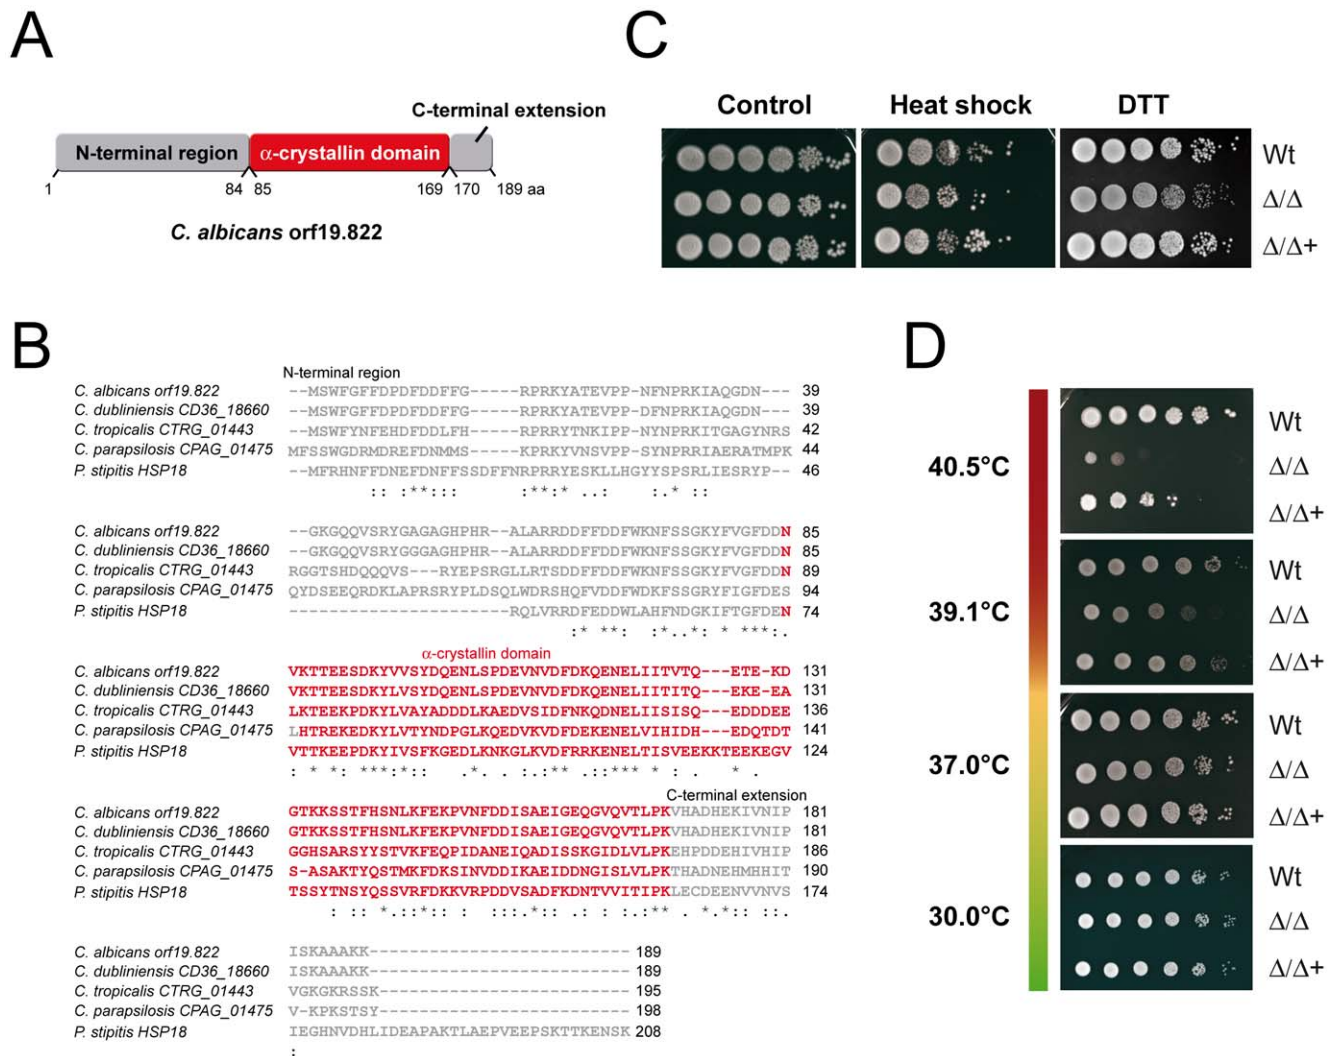 A
C-terminal extension
N-terminal region
α-crystallin domain
1
84
85
169
170
189 aa
C. albicans orf19.822
C
Control
Heat shock
DTT
Wt
Δ/Δ
Δ/Δ+
B
N-terminal region
C. albicans orf19.822 --MSWFGFFDPDFDDFFG-----RPRKYATEVPP-NFNPRKIAQGDN--- 39
C. dubliniensis CD36_18660 --MSWFGFFDPDFDDFFG-----RPRKYATEVPP-NFNPRKIAQGDN--- 39
C. tropicalis CTRG_01443 --MSWFYNFEHDFDDLFH-----RPRRYTNKIPP-NYNPRKITGAGYNRS 42
C. parapsilosis CPAG_01475 MFSSWGDRMDREFDNMMS-----KPRKYVNSVPP-SYNPRRIAERATMPK 44
P. stipitis HSP18 --MFRHNFFDNEFDNFFSSDFFNRPRRYESKLLHGYYSPSRLIESRYP-- 46
:: :**::: :**:* ..: :.* ::
C. albicans orf19.822 --GKGQQVSRYGAGAGHPHR--ALARRDDFFDDFWKNFSSGKYFVGFDDN 85
C. dubliniensis CD36_18660 --GKGQQVSRYGGGAGHPHR--ALARRDDFFDDFWKNFSSGKYFVGFDDN 85
C. tropicalis CTRG_01443 RGGTSHDQQQVS---RYEPSRGLLRTSDDFFDDFWKNFSSGRYFIGFDDN 89
C. parapsilosis CPAG_01475 QYDSEEQRDKLAPRSRYPLDSQLWDRSHQFVDDFDKFSSGKYFIGFDES 94
P. stipitis HSP18 ----------------------RQLVRRDFEDDWLAHFNDGKIFTGFDEN 74
:* **: :*..*: * ***:.
α-crystallin domain
C. albicans orf19.822 VKTTEESDKYVVSYDQENLSPDEVNVDFDKQENELIITVTQ---ETE-KD 131
C. dubliniensis CD36_18660 VKTTEESDKYLVSYDQENLSPDEVNVDFDKQENELIITITQ---EKE-EA 131
C. tropicalis CTRG_01443 LKTEEKPDKYLVAYADDDLKAEDVSIDFNKQDNELIISISQ---EDDDEE 136
C. parapsilosis CPAG_01475 LHTREKEDKYLVTYNDPGLKQEDVKVDFDKQENELVIHIDH---EDQTDT 141
P. stipitis HSP18 VTTKEEPDKYIVSFKGEDLKNKGLKVDFRRKENELTISVEEKKTEEKEGV 124
: * *: ***:*:: .*. . :.:** .::*** * : . * .
C-terminal extension
C. albicans orf19.822 GTKKSSTFHSNLKFEKPVNFDDISAEIGEQGVQVTLPKVHADHEKIVNIP 181
C. dubliniensis CD36_18660 GTKKSSTFHSNLKFEKPVNFDDISAEIGEQGVQVTLPKVHADHEKIVNIP 181
C. tropicalis CTRG_01443 GGHSARSYYSTVKFEQPIDANEIQADISSKGIDLVLPKEHPDDEHIVHIP 186
C. parapsilosis CPAG_01475 S-ASAKTYQSTMKFDKSINVDDIKAEIDDNGISLVLPKTHADNEMHHIT 190
P. stipitis HSP18 TSSYTNSYQSSVRFDKKVRPDDVSADFKDNTVVITIPKLECDEENVVNVS 174
: :: *.::*:: : :::.*:: .: : :.:** . *.*: ::.
C. albicans orf19.822 ISKAAAKK-------------------------- 189
C. dubliniensis CD36_18660 ISKAAAKK-------------------------- 189
C. tropicalis CTRG_01443 VGKGKRSSK------------------------- 195
C. parapsilosis CPAG_01475 V-KPKSTSY------------------------- 198
P. stipitis HSP18 IEGHNVDHLIDEAPAKTLAEPVEEPSKTTKENSK 208
:
D
40.5°C
Wt
Δ/Δ
Δ/Δ+
39.1°C
Wt
Δ/Δ
Δ/Δ+
37.0°C
Wt
Δ/Δ
Δ/Δ+
30.0°C
Wt
Δ/Δ
Δ/Δ+